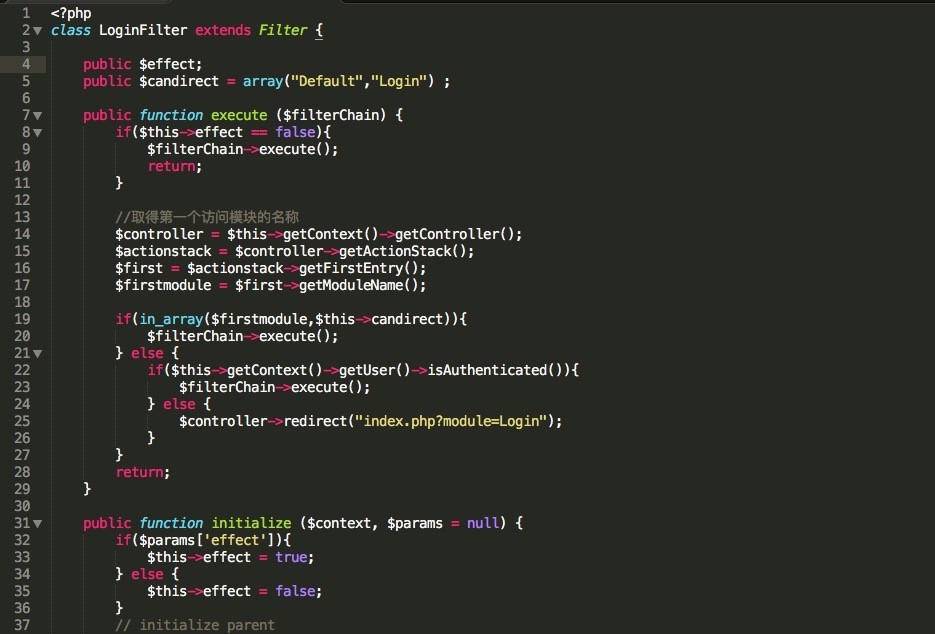 1 <?php
2 class LoginFilter extends Filter {
3
4     public $effect;
5     public $candirect = array("Default","Login") ;
6
7     public function execute ($filterChain) {
8         if($this->effect == false){
9             $filterChain->execute();
10             return;
11         }
12
13         //取得第一个访问模块的名称
14         $controller = $this->getContext()->getController();
15         $actionstack = $controller->getActionStack();
16         $first = $actionstack->getFirstEntry();
17         $firstmodule = $first->getModuleName();
18
19         if(in_array($firstmodule,$this->candirect)){
20             $filterChain->execute();
21         } else {
22             if($this->getContext()->getUser()->isAuthenticated()){
23                 $filterChain->execute();
24             } else {
25                 $controller->redirect("index.php?module=Login");
26             }
27         }
28         return;
29     }
30
31     public function initialize ($context, $params = null) {
32         if($params['effect']){
33             $this->effect = true;
34         } else {
35             $this->effect = false;
36         }
37         // initialize parent